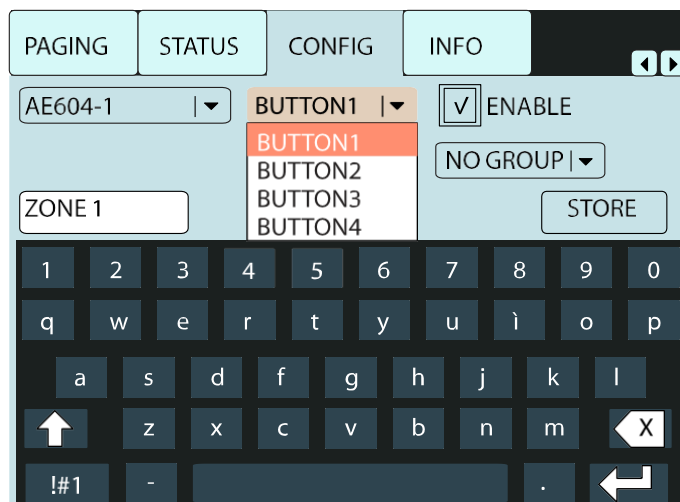 PAGING STATUS CONFIG INFO
AE604-1 BUTTON1 √ ENABLE
BUTTON1
BUTTON2
BUTTON3
BUTTON4
NO GROUP
ZONE 1 STORE
1 2 3 4 5 6 7 8 9 0
q w e r t y u ì o p
a s d f g h j k l
z x c v b n m X
!#1 - .